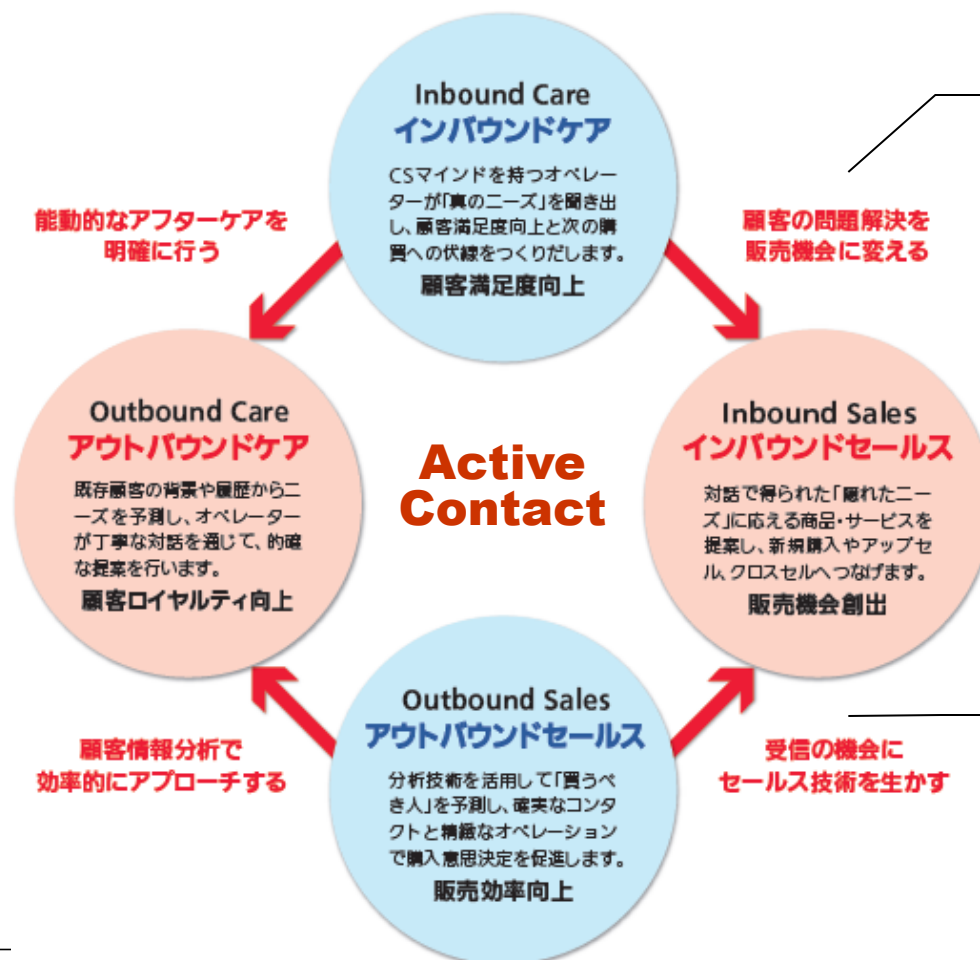 Inbound Care
インバウンドケア
CSマインドを持つオペレー
ターが「真のニーズ」を聞き出
し、顧客満足度向上と次の購
買への伏線をつくりだします。
顧客満足度向上
能動的なアフターケアを
明確に行う
顧客の問題解決を
販売機会に変える
Outbound Care
アウトバウンドケア
既存顧客の背景や履歴からニ
ーズを予測し、オペレーター
が丁寧な対話を通じて、的確
な提案を行います。
顧客ロイヤルティ向上
Active
Contact
Inbound Sales
インバウンドセールス
対話で得られた「隠れたニー
ズ」に応える商品・サービスを
提案し、新規購入やアップセ
ル、クロスセルへつなげます。
販売機会創出
Outbound Sales
アウトバウンドセールス
分析技術を活用して「買うべ
き人」を予測し、確実なコンタ
クトと精緻なオペレーション
で購入意思決定を促進します。
販売効率向上
顧客情報分析で
効率的にアプローチする
受信の機会に
セールス技術を生かす